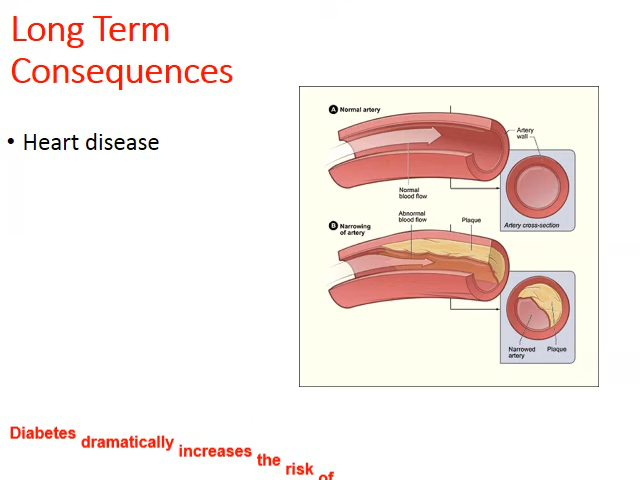 Long Term
Consequences
• Heart disease
A Normal artery
Artery
wall
Normal
blood flow
Artery cross-section
Abnormal
blood flow
Plaque
B Narrowing
of artery
Narrowed
artery
Plaque
Diabetes dramatically increases the risk of